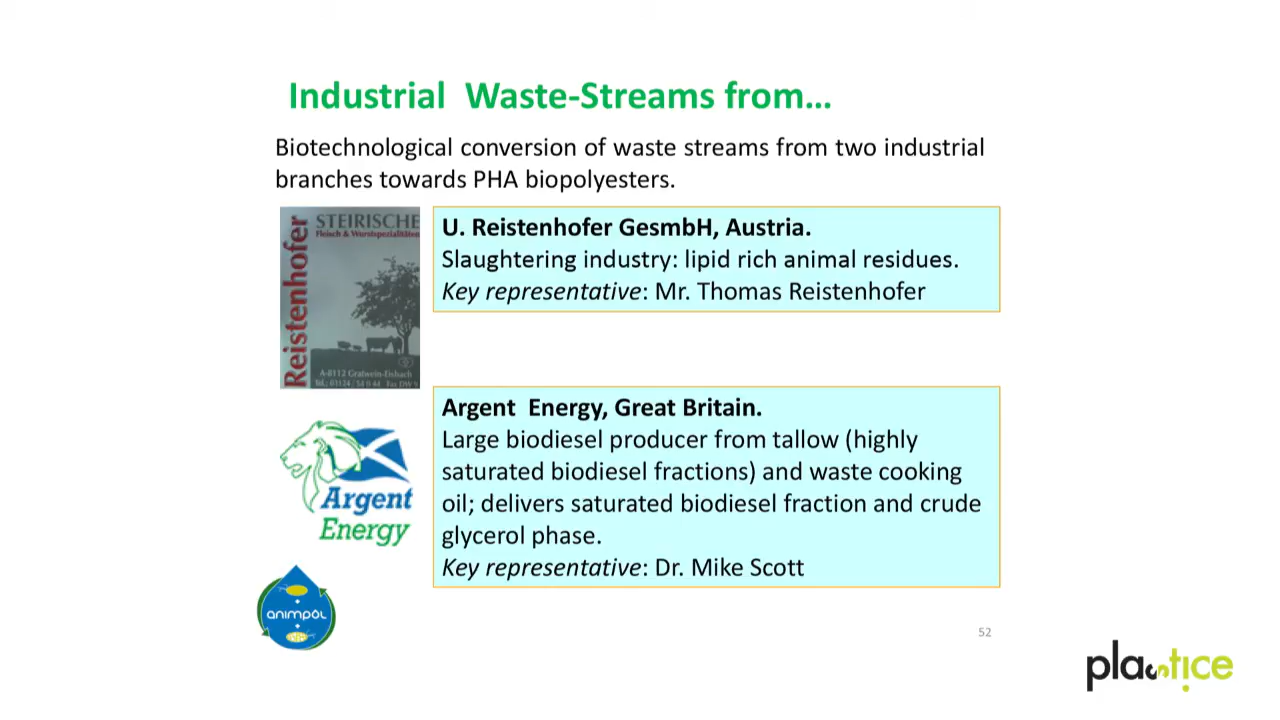 Industrial Waste-Streams from...
Biotechnological conversion of waste streams from two industrial
branches towards PHA biopolyesters.
Reistenhofer
STEIRISCHE
Fleisch & Wurstspezialitäten
A-8112 Gratwein-Eisbach
U. Reistenhofer GesmbH, Austria.
Slaughtering industry: lipid rich animal residues.
Key representative: Mr. Thomas Reistenhofer
Argent
Energy
Argent Energy, Great Britain.
Large biodiesel producer from tallow (highly
saturated biodiesel fractions) and waste cooking
oil; delivers saturated biodiesel fraction and crude
glycerol phase.
Key representative: Dr. Mike Scott
animpol
52
plastice